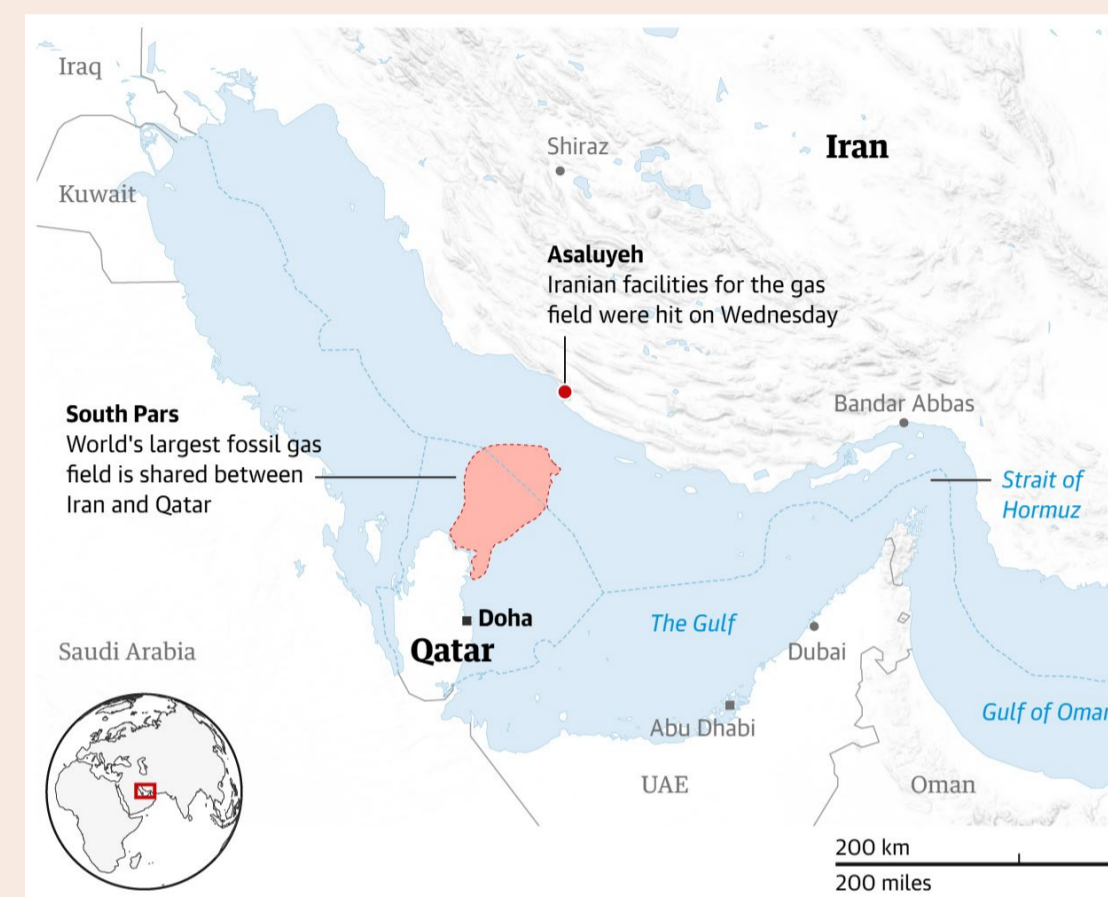 Iraq
Shiraz
Iran
Kuwait
Asaluyeh
Iranian facilities for the gas
field were hit on Wednesday
South Pars
World's largest fossil gas
field is shared between
Iran and Qatar
Bandar Abbas
Strait of
Hormuz
Doha
Qatar
The Gulf
Saudi Arabia
Dubai
Abu Dhabi
Gulf of Oman
UAE
Oman
200 km
200 miles